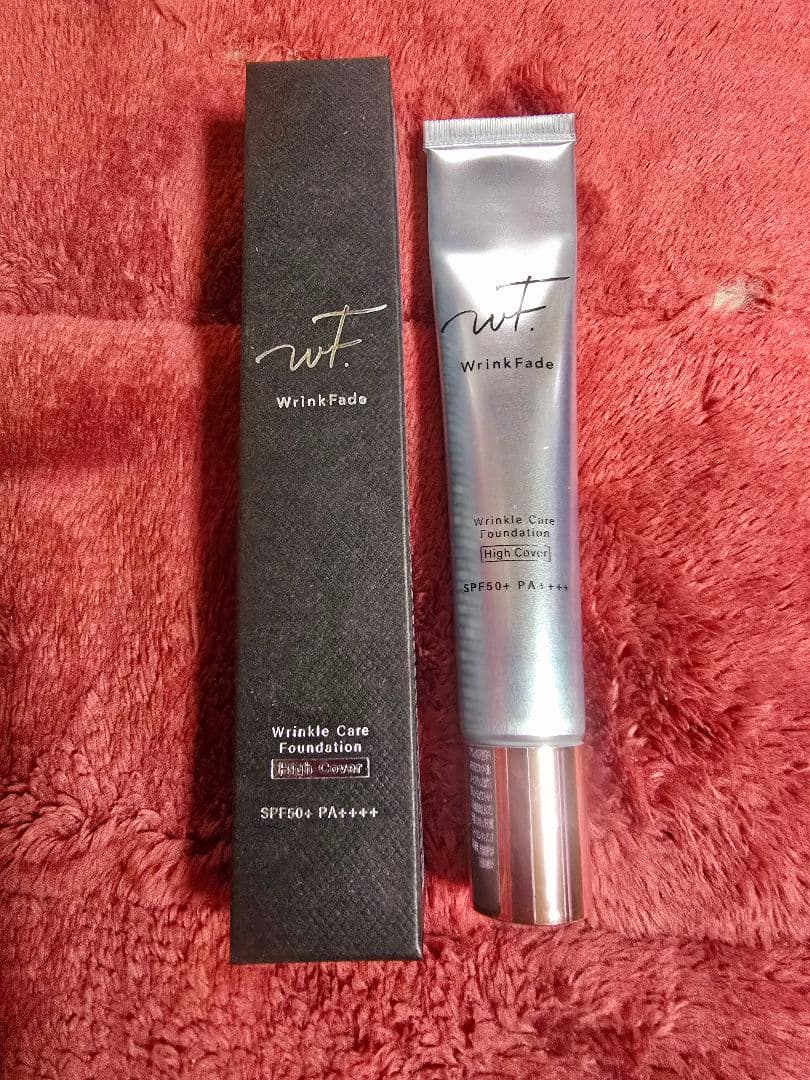 wF.
WrinkFade
Wrinkle Care
Foundation
High Cover
SPF50+ PA++++
wF.
WrinkFade
Wrinkle Care
Foundation
High Cover
SPF50+ PA++++